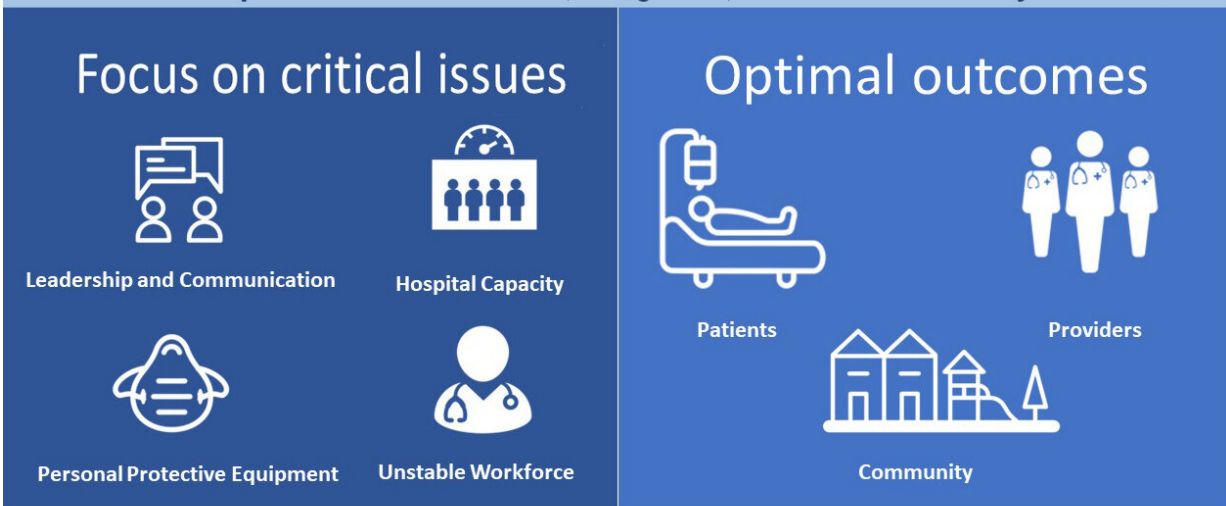 Focus on critical issues
Leadership and Communication
Hospital Capacity
Personal Protective Equipment
Unstable Workforce
Optimal outcomes
Patients
Providers
Community